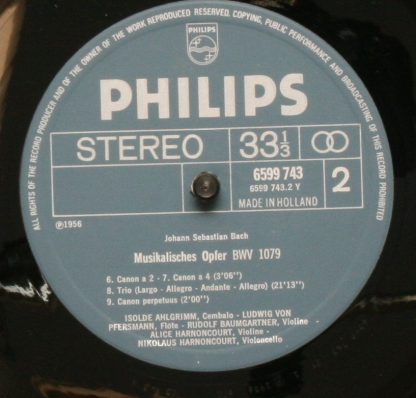 ALL RIGHTS OF THE RECORD PRODUCER AND OF THE OWNER OF THE WORK REPRODUCED RESERVED. COPYING, PUBLIC PERFORMANCE AND BROADCASTING OF THIS RECORD PROHIBITED
PHILIPS
PHILIPS
STEREO 33 1/3
6599 743
6599 743.2 Y 2
MADE IN HOLLAND
℗1956
Johann Sebastian Bach
Musikalisches Opfer BWV 1079
6. Canon a 2 - 7. Canon a 4 (3'06'')
8. Trio (Largo - Allegro - Andante - Allegro) (21'13'')
9. Canon perpetuus (2'00'')
ISOLDE AHLGRIMM, Cembalo - LUDWIG VON
PFERSMANN, Flöte - RUDOLF BAUMGARTNER, Violine
ALICE HARNONCOURT, Violine -
NIKOLAUS HARNONCOURT, Violoncello